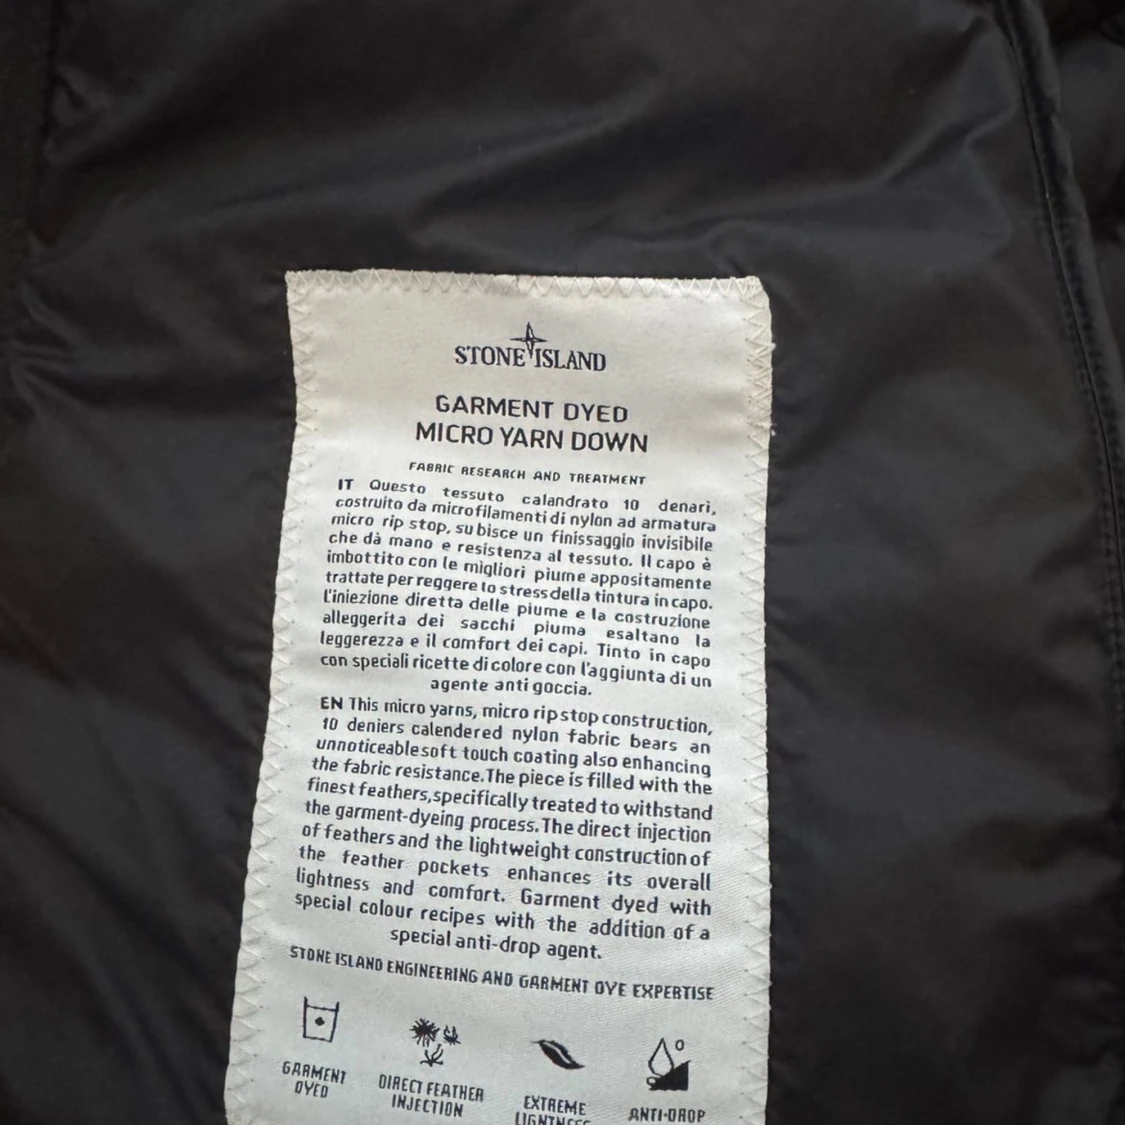 STONE ISLAND
GARMENT DYED
MICRO YARN DOWN
FABRIC RESEARCH AND TREATMENT
IT Questo tessuto calandrato 10 denari,
costruito da microfilamenti di nylon ad armatura
micro rip stop, subisce un finissaggio invisibile
che dà mano e resistenza al tessuto. Il capo è
imbottito con le migliori piume appositamente
trattate per reggere lo stress della tintura in capo.
L'iniezione diretta delle piume e la costruzione
alleggerita dei sacchi piuma esaltano la
leggerezza e il comfort dei capi. Tinto in capo
con speciali ricette di colore con l'aggiunta di un
agente anti goccia.
EN This micro yarns, micro rip stop construction,
10 deniers calendered nylon fabric bears an
unnoticeable soft touch coating also enhancing
the fabric resistance. The piece is filled with the
finest feathers, specifically treated to withstand
the garment-dyeing process. The direct injection
of feathers and the lightweight construction of
the feather pockets enhances its overall
lightness and comfort. Garment dyed with
special colour recipes with the addition of a
special anti-drop agent.
STONE ISLAND ENGINEERING AND GARMENT DYE EXPERTISE
GARMENT
DYED
DIRECT FEATHER
INJECTION
EXTREME
LIGHTNESS
ANTI-DROP